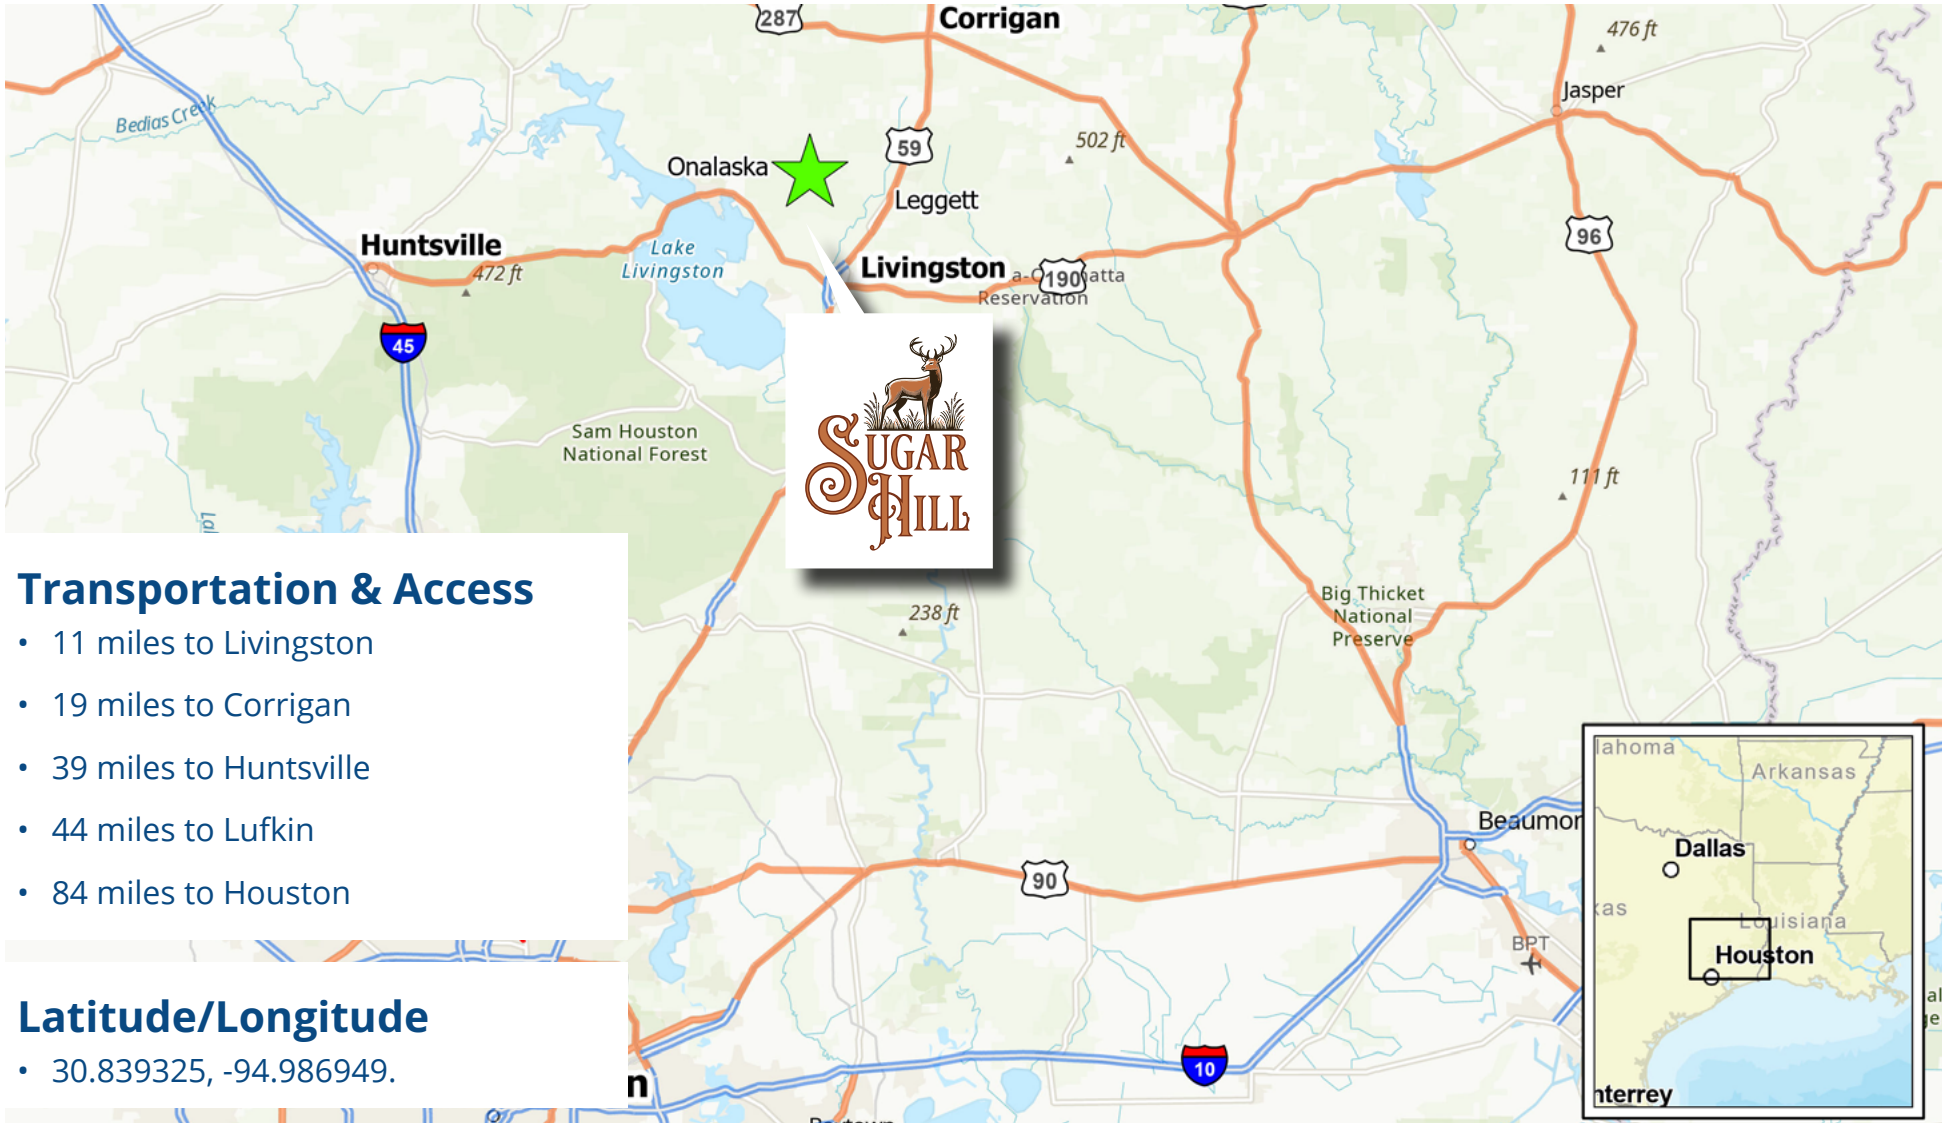 287
Corrigan
476 ft
Jasper
Bedias Creek
59
502 ft
Onalaska
Leggett
96
Huntsville
472 ft
Lake
Livingston
Livingston
190
Reservation
45
Sugar
Hill
Sam Houston
National Forest
111 ft
Transportation & Access
• 11 miles to Livingston
• 19 miles to Corrigan
• 39 miles to Huntsville
• 44 miles to Lufkin
• 84 miles to Houston
238 ft
Big Thicket
National
Preserve
90
BPT
10
Latitude/Longitude
• 30.839325, -94.986949.
Arkansas
Dallas
Louisiana
Houston